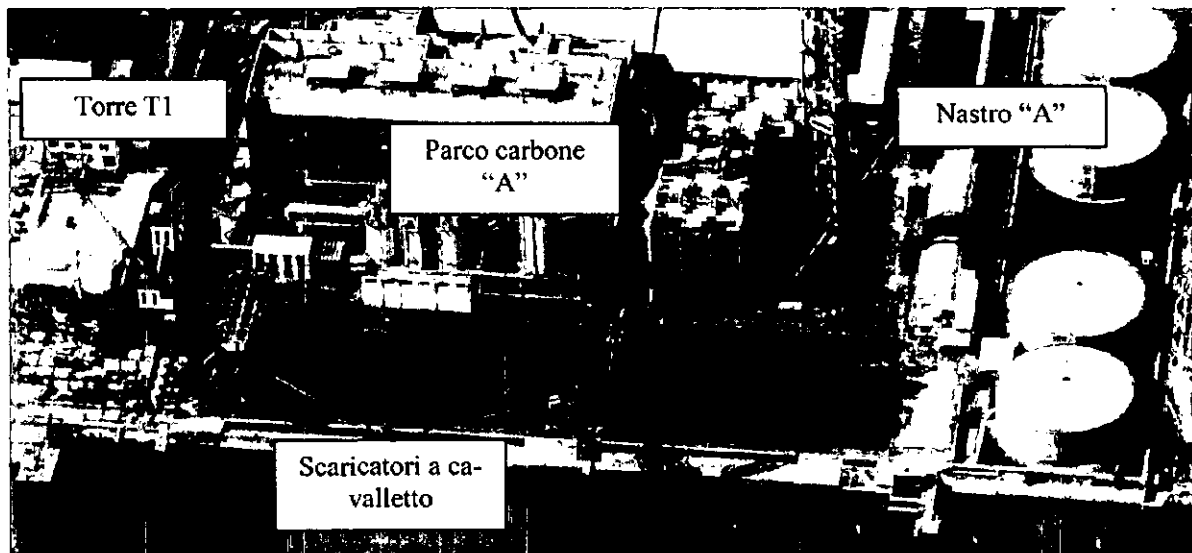 Torre T1
Nastro "A"
Parco carbone
"A"
Scaricatori a ca-
valletto